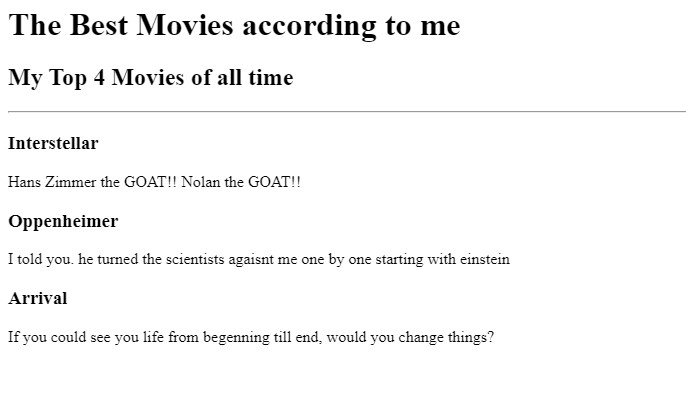 The Best Movies according to me
My Top 4 Movies of all time
Interstellar
Hans Zimmer the GOAT!! Nolan the GOAT!!
Oppenheimer
I told you. he turned the scientists agaisnt me one by one starting with einstein
Arrival
If you could see you life from begenning till end, would you change things?